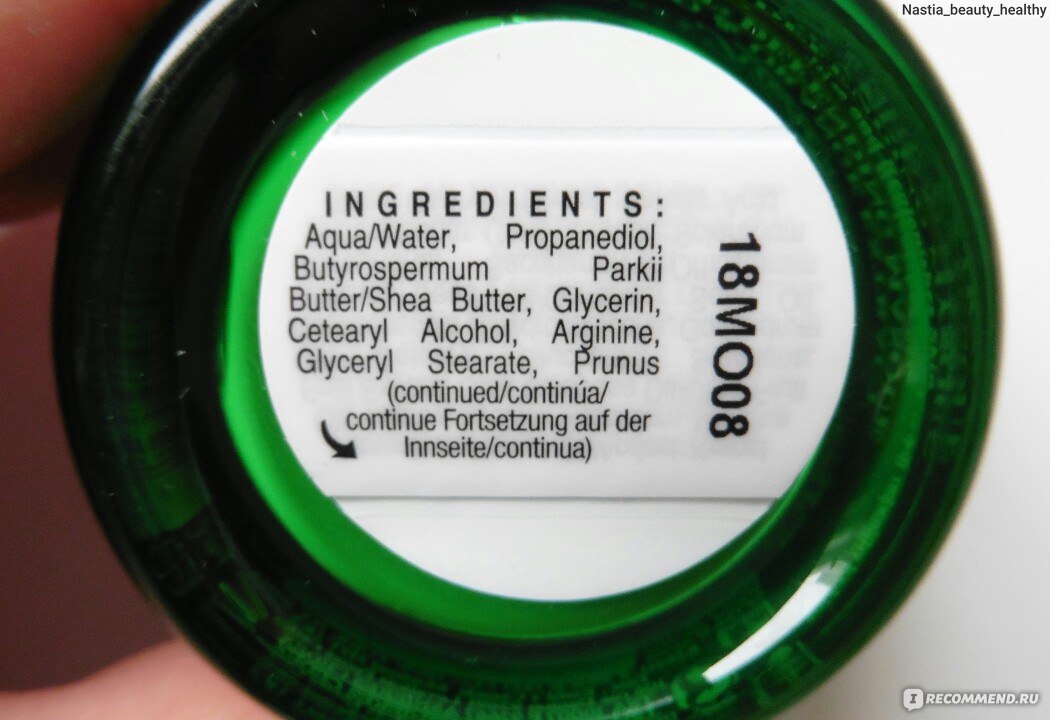 Nastia_beauty_healthy
INGREDIENTS:
Aqua/Water, Propanediol,
Butyrospermum Parkii
Butter/Shea Butter, Glycerin,
Cetearyl Alcohol, Arginine,
Glyceryl Stearate, Prunus
(continued/continúa/
continue Fortsetzung auf der
Innseite/continua)
18MO08
IRECOMMEND.RU